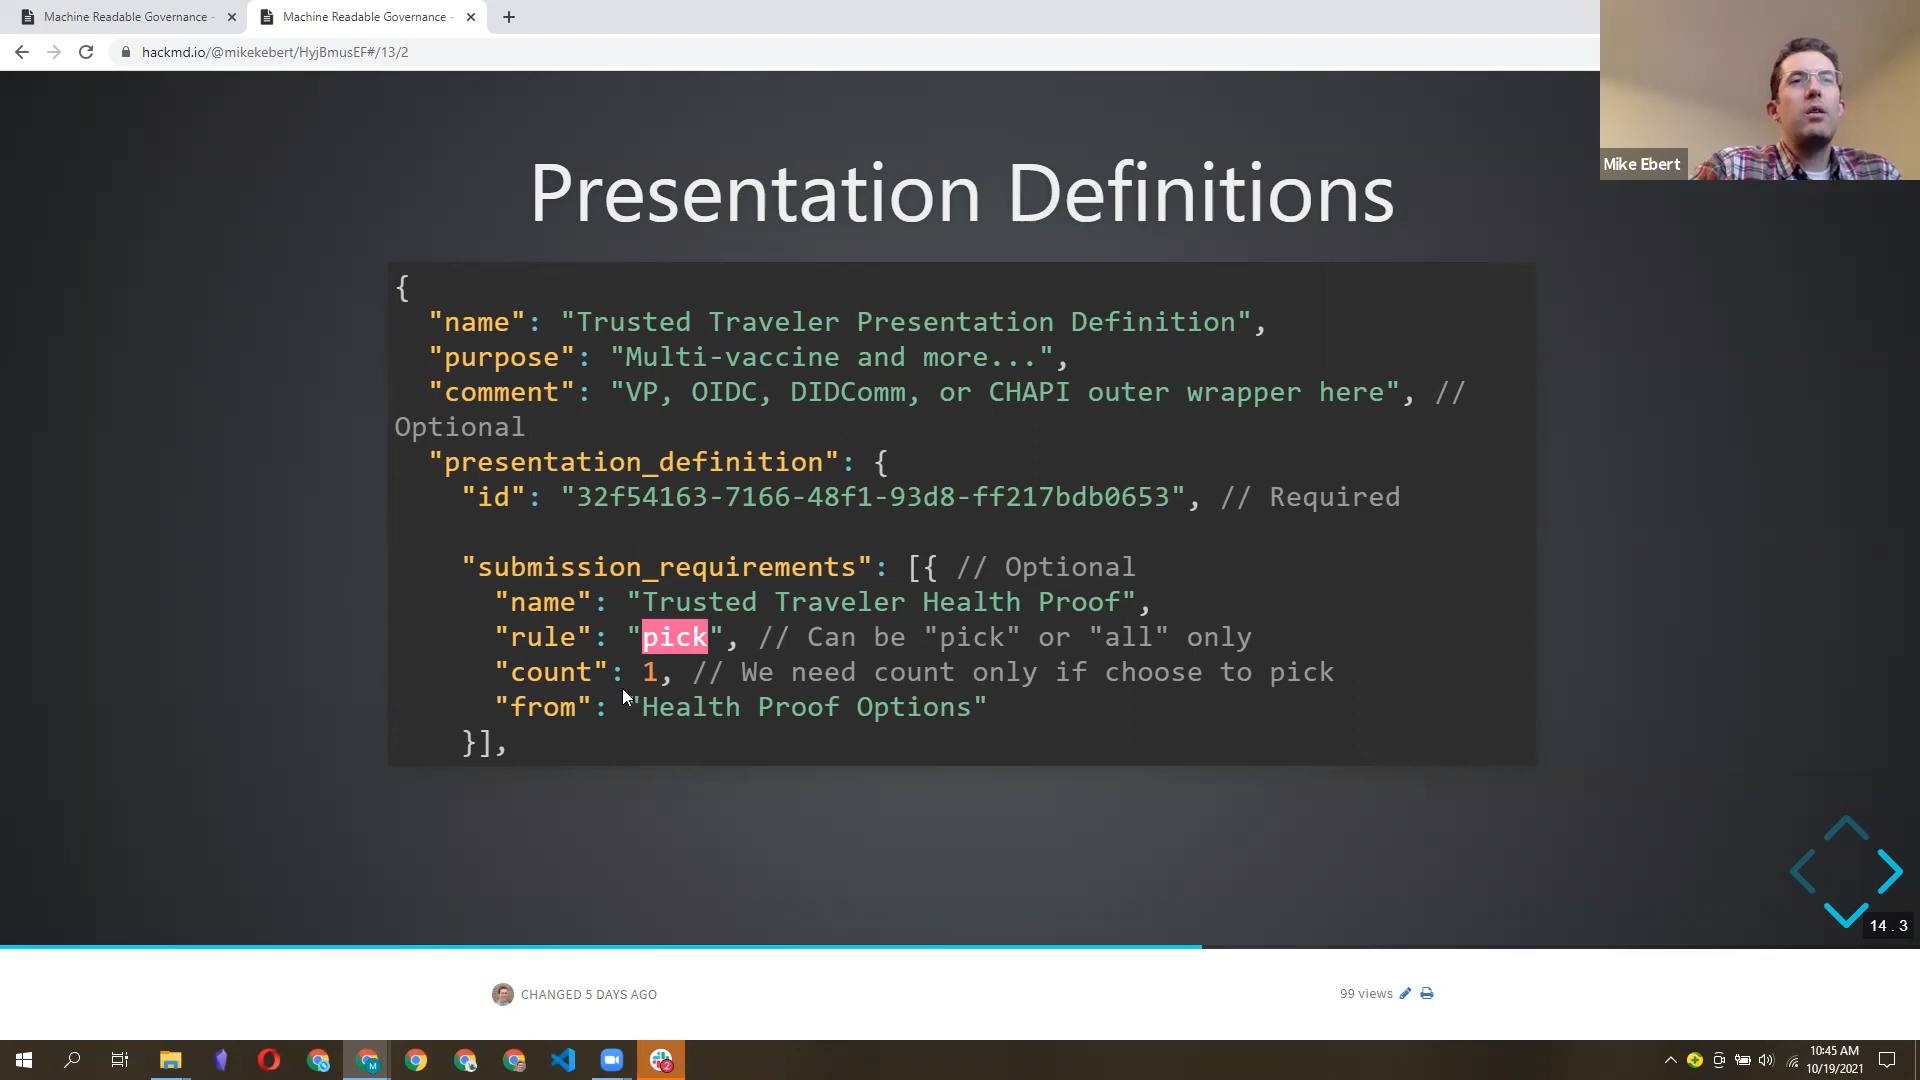 Machine Readable Governance -
Machine Readable Governance -
hackmd.io/@mikekebert/HyjBmusEF#/13/2
Mike Ebert
Presentation Definitions
{
"name": "Trusted Traveler Presentation Definition",
"purpose": "Multi-vaccine and more...",
"comment": "VP, OIDC, DIDComm, or CHAPI outer wrapper here", //
Optional
"presentation_definition": {
"id": "32f54163-7166-48f1-93d8-ff217bdb0653", // Required
"submission_requirements": [{ // Optional
"name": "Trusted Traveler Health Proof",
"rule": "pick", // Can be "pick" or "all" only
"count": 1, // We need count only if choose to pick
"from": "Health Proof Options"
}],
14 . 3
CHANGED 5 DAYS AGO
99 views
M
2
10:45 AM
10/19/2021